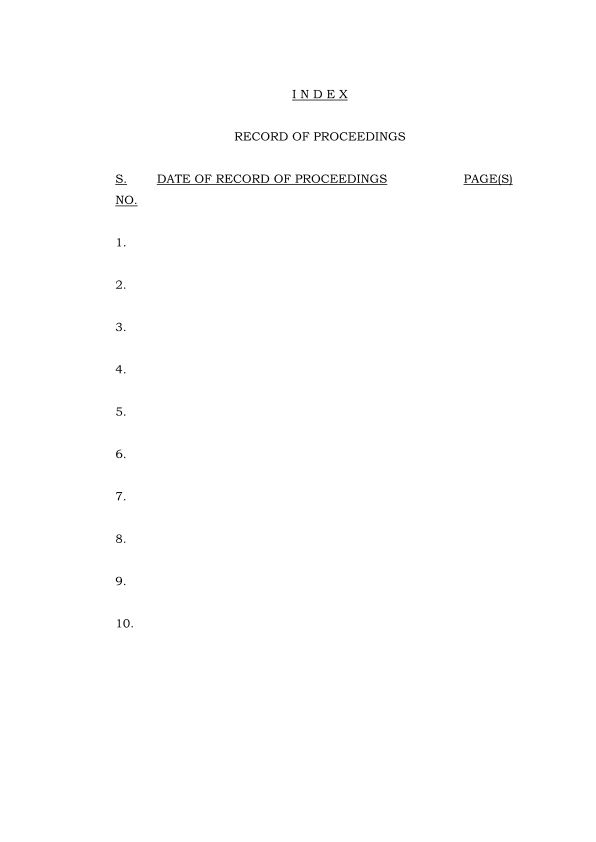 I N D E X
RECORD OF PROCEEDINGS
S. DATE OF RECORD OF PROCEEDINGS PAGE(S)
NO.
1.
2.
3.
4.
5.
6.
7.
8.
9.
10.